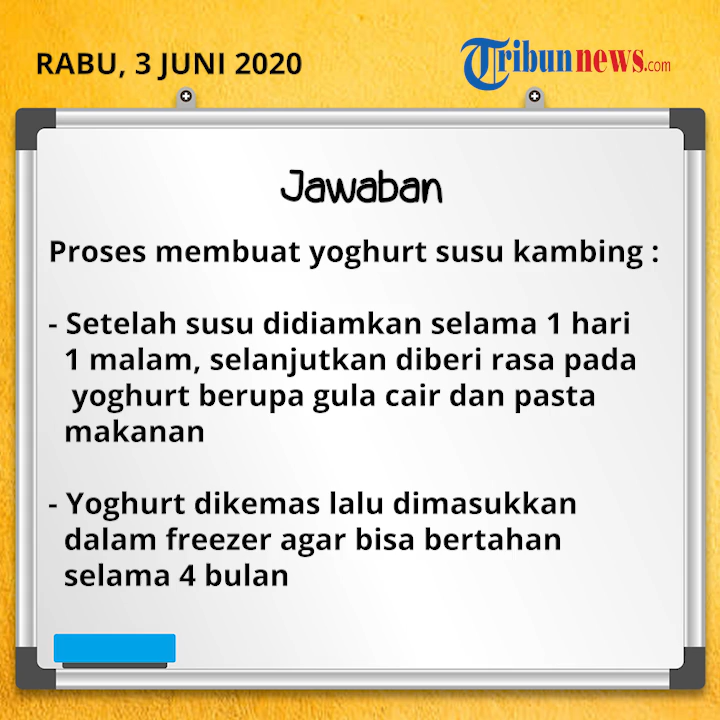 RABU, 3 JUNI 2020
Tribunnews.com
Jawaban
Proses membuat yoghurt susu kambing :
- Setelah susu didiamkan selama 1 hari
1 malam, selanjutkan diberi rasa pada
yoghurt berupa gula cair dan pasta
makanan
- Yoghurt dikemas lalu dimasukkan
dalam freezer agar bisa bertahan
selama 4 bulan